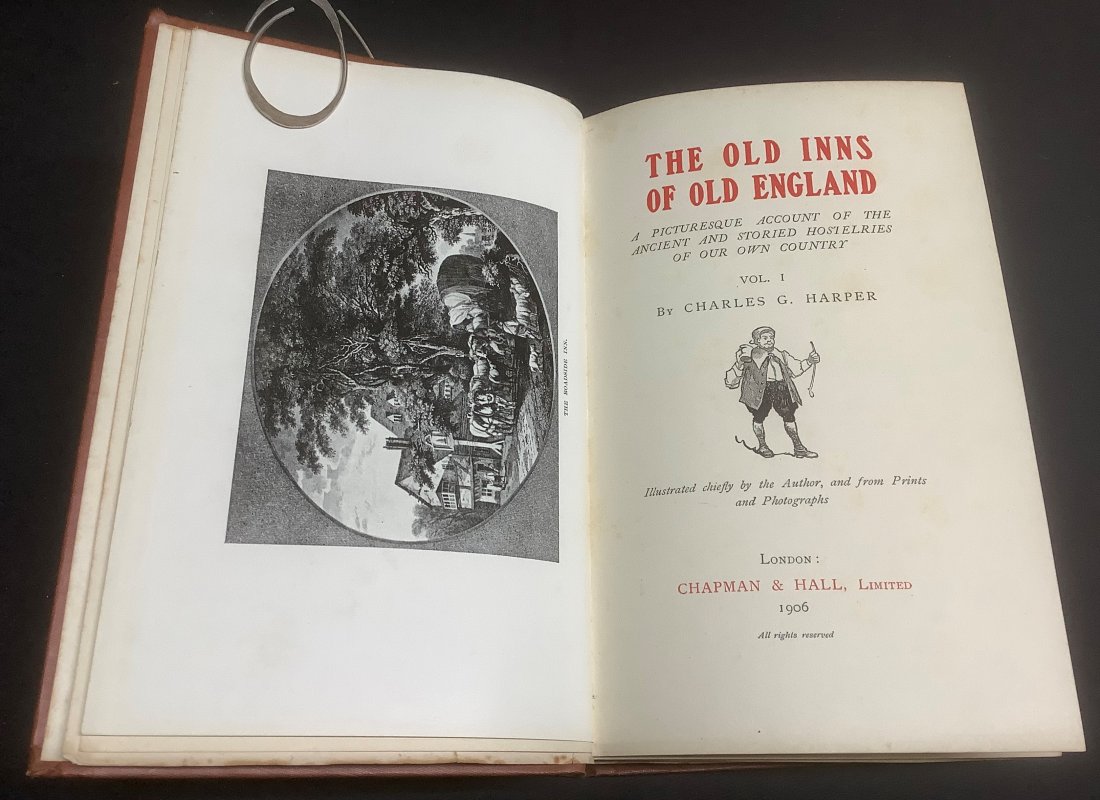 THE ROADSIDE INN.
THE OLD INNS
OF OLD ENGLAND
A PICTURESQUE ACCOUNT OF THE
ANCIENT AND STORIED HOSTELRIES
OF OUR OWN COUNTRY
VOL. I
By CHARLES G. HARPER
Illustrated chiefly by the Author, and from Prints
and Photographs
London:
CHAPMAN & HALL, Limited
1906
All rights reserved